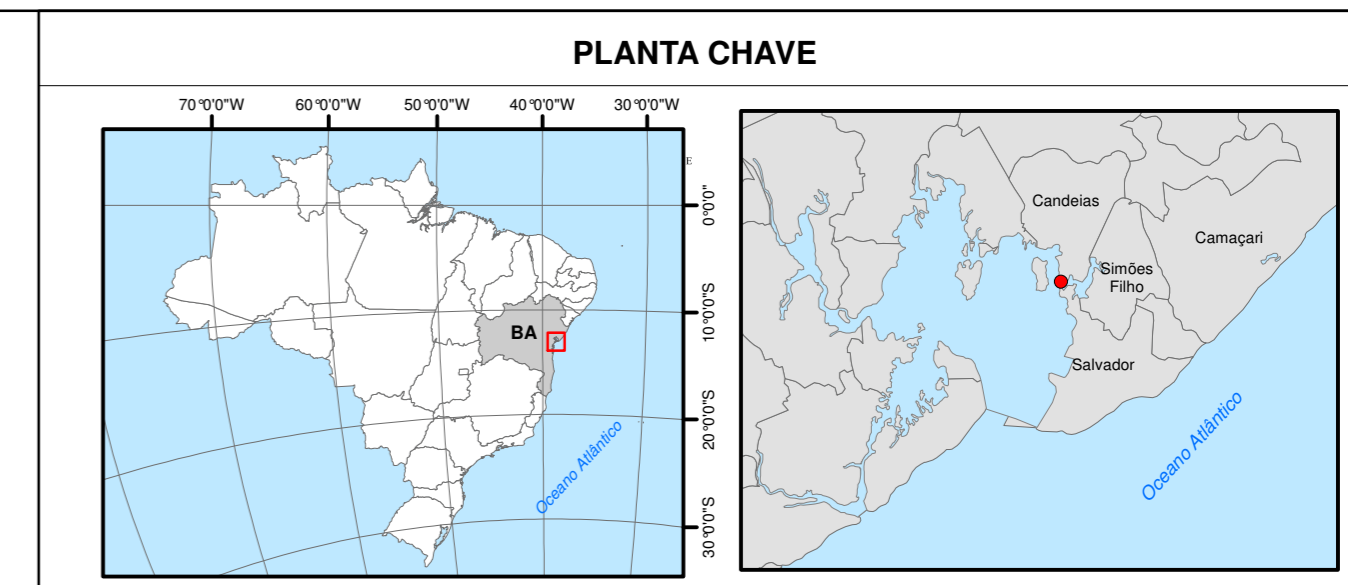 PLANTA CHAVE
70°0'0"W
60°0'0"W
50°0'0"W
40°0'0"W
30°0'0"W
E
0°0'0"
10°0'0"S
20°0'0"S
30°0'0"S
BA
Oceano Atlântico
Candeias
Camaçari
Simões
Filho
Salvador
Oceano Atlântico